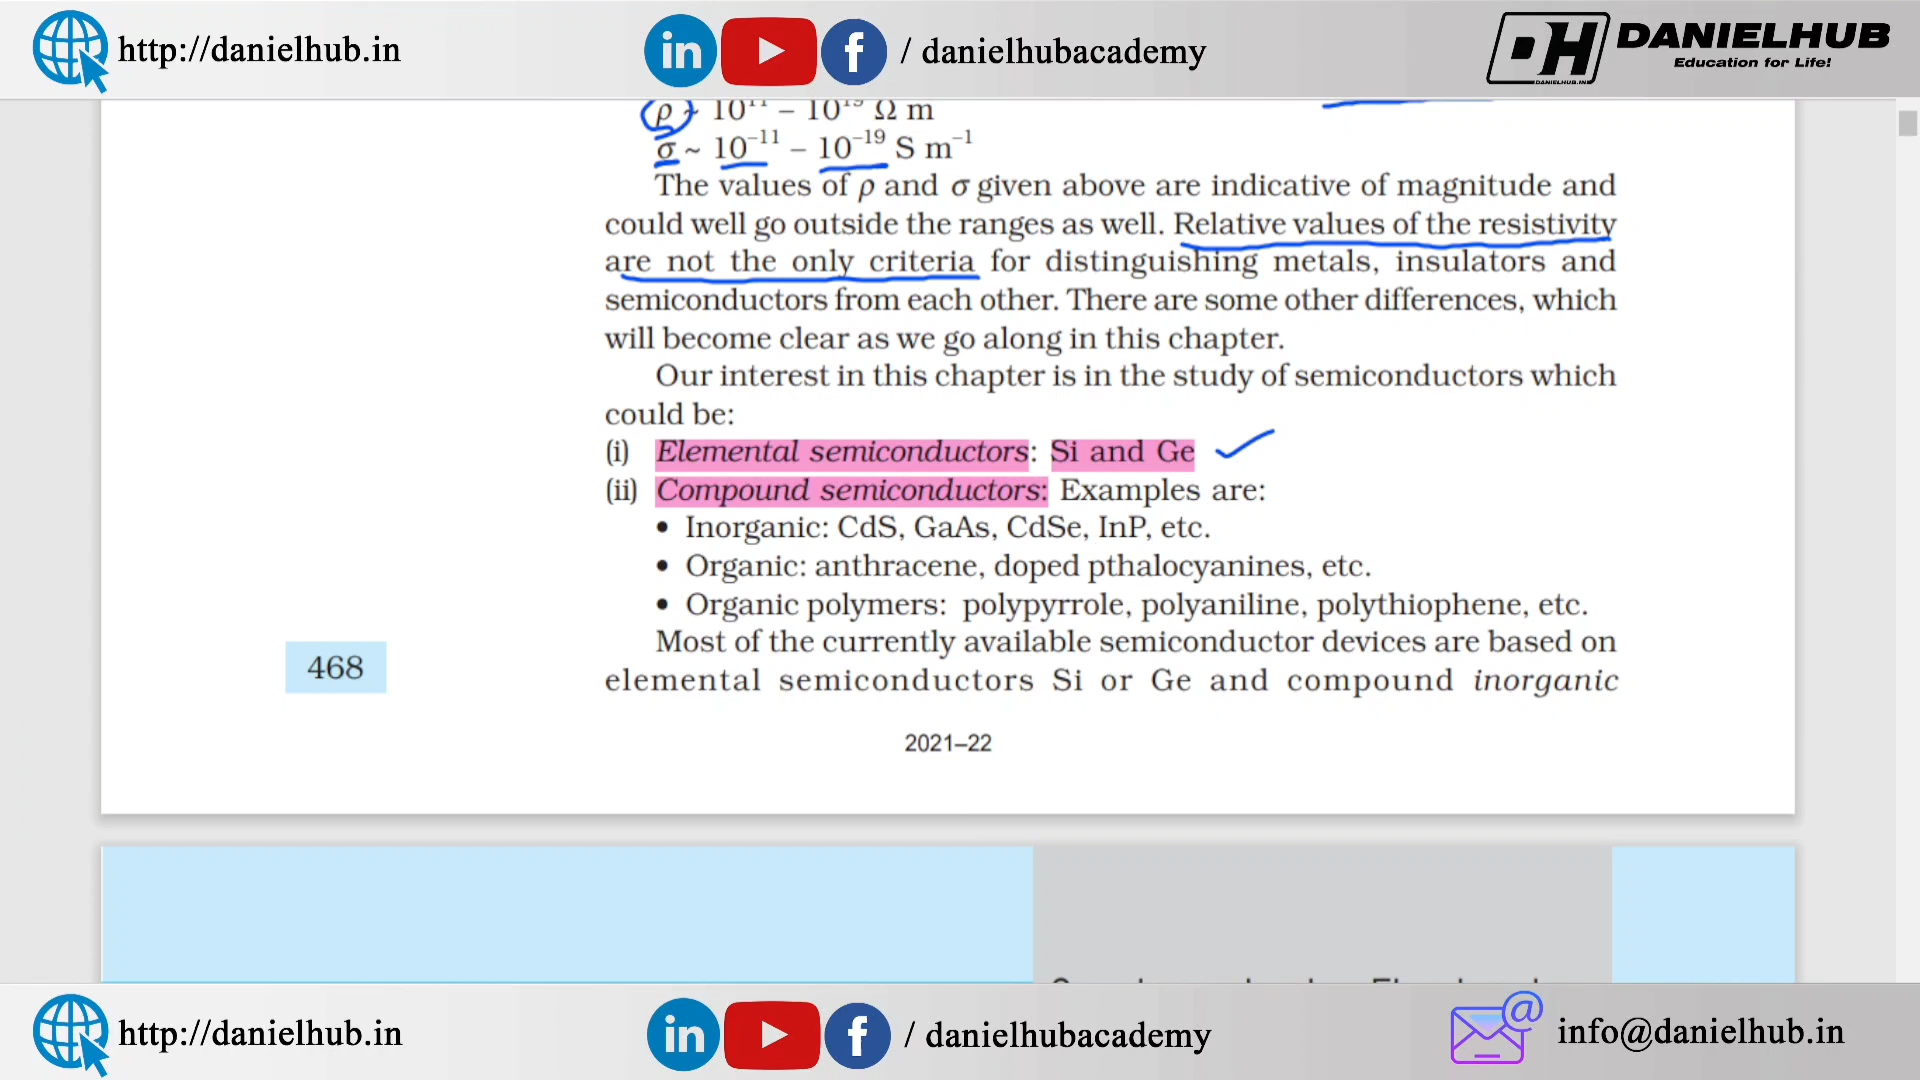 http://danielhub.in
in f / danielhubacademy
DH DANIELHUB
DANIELHUB.IN
Education for Life!
ρ ~ 10¹¹ – 10¹⁹ Ω m
σ ~ 10⁻¹¹ – 10⁻¹⁹ S m⁻¹
The values of ρ and σ given above are indicative of magnitude and
could well go outside the ranges as well. Relative values of the resistivity
are not the only criteria for distinguishing metals, insulators and
semiconductors from each other. There are some other differences, which
will become clear as we go along in this chapter.
Our interest in this chapter is in the study of semiconductors which
could be:
(i) Elemental semiconductors: Si and Ge
(ii) Compound semiconductors: Examples are:
• Inorganic: CdS, GaAs, CdSe, InP, etc.
• Organic: anthracene, doped pthalocyanines, etc.
• Organic polymers: polypyrrole, polyaniline, polythiophene, etc.
Most of the currently available semiconductor devices are based on
468
elemental semiconductors Si or Ge and compound inorganic
2021–22
http://danielhub.in
in f / danielhubacademy
@ info@danielhub.in